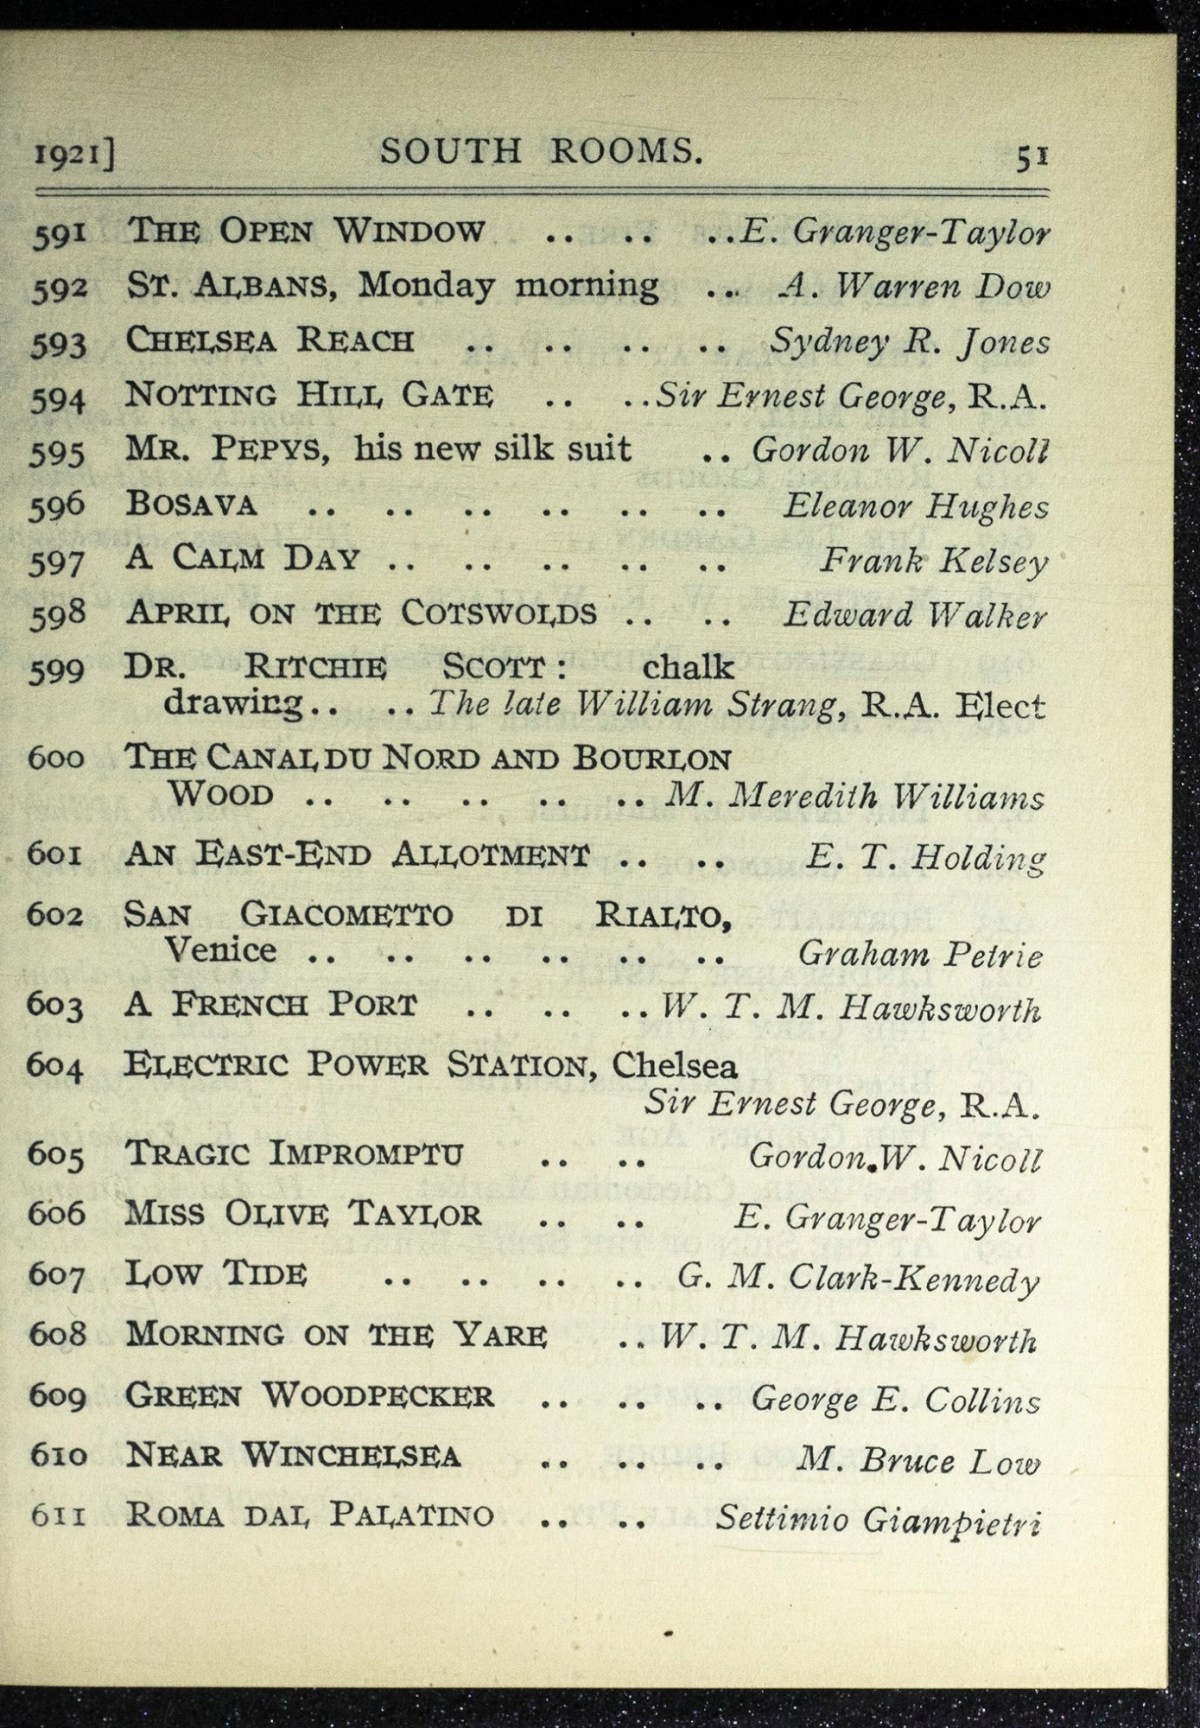 1921] SOUTH ROOMS. 51
591 THE OPEN WINDOW .. .. ..E. Granger-Taylor
592 ST. ALBANS, Monday morning .. A. Warren Dow
593 CHELSEA REACH .. .. .. .. Sydney R. Jones
594 NOTTING HILL GATE .. ..Sir Ernest George, R.A.
595 MR. PEPYS, his new silk suit .. Gordon W. Nicoll
596 BOSAVA .. .. .. .. .. .. Eleanor Hughes
597 A CALM DAY .. .. .. .. .. Frank Kelsey
598 APRIL ON THE COTSWOLDS .. .. Edward Walker
599 DR. RITCHIE SCOTT: chalk
drawing.. .. The late William Strang, R.A. Elect
600 THE CANAL DU NORD AND BOURLON
WOOD .. .. .. .. .. M. Meredith Williams
601 AN EAST-END ALLOTMENT .. .. E. T. Holding
602 SAN GIACOMETTO DI RIALTO,
Venice .. .. .. .. .. .. Graham Petrie
603 A FRENCH PORT .. .. .. W. T. M. Hawksworth
604 ELECTRIC POWER STATION, Chelsea
Sir Ernest George, R.A.
605 TRAGIC IMPROMPTU .. .. Gordon W. Nicoll
606 MISS OLIVE TAYLOR .. .. E. Granger-Taylor
607 LOW TIDE .. .. .. .. G. M. Clark-Kennedy
608 MORNING ON THE YARE .. W. T. M. Hawksworth
609 GREEN WOODPECKER .. .. .. George E. Collins
610 NEAR WINCHELSEA .. .. .. M. Bruce Low
611 ROMA DAL PALATINO .. .. Settimio Giampietri